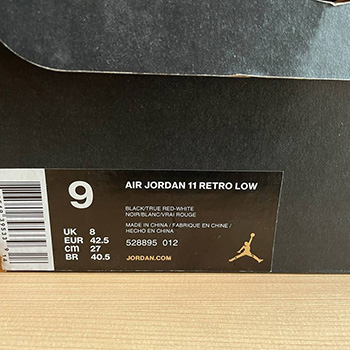 9
AIR JORDAN 11 RETRO LOW
BLACK/TRUE RED-WHITE
NOIR/BLANC/VRAI ROUGE
MADE IN CHINA / FABRIQUE EN CHINE /
HECHO EN CHINA
528895 012
JORDAN.COM
UK 8
EUR 42.5
cm 27
BR 40.5